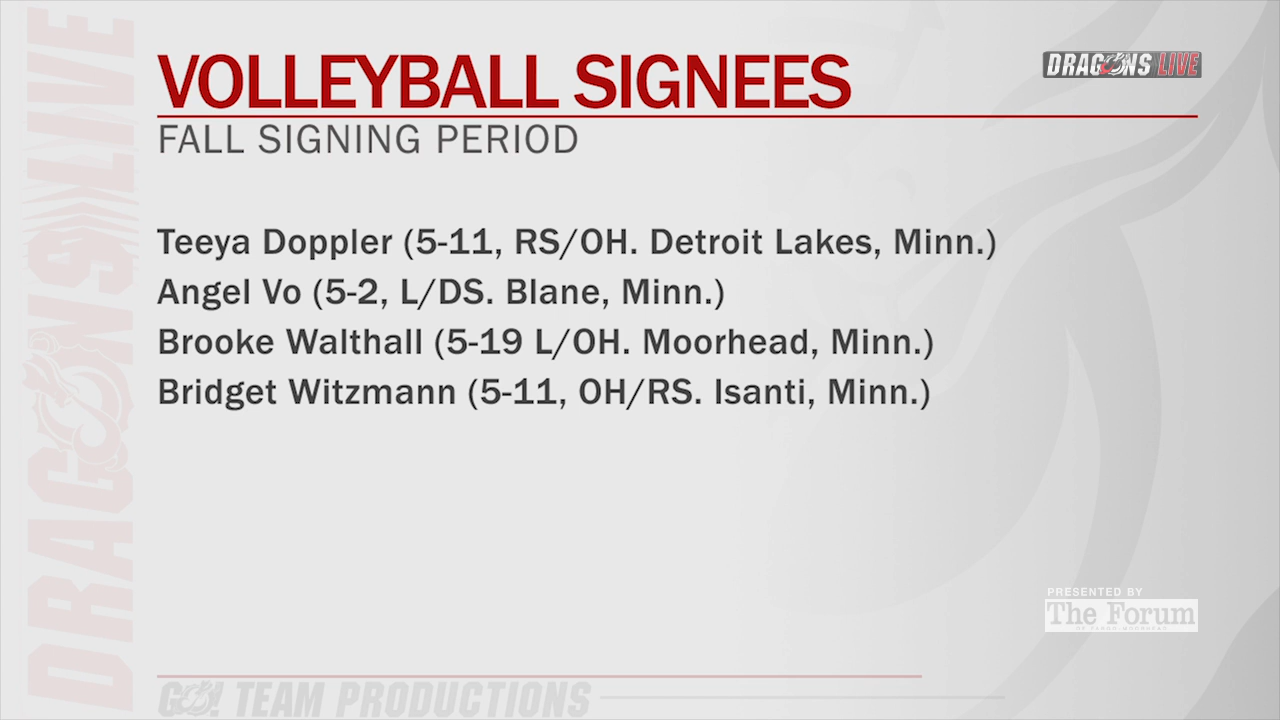 VOLLEYBALL SIGNEES
DRAGONS LIVE
FALL SIGNING PERIOD
Teeya Doppler (5-11, RS/OH. Detroit Lakes, Minn.)
Angel Vo (5-2, L/DS. Blane, Minn.)
Brooke Walthall (5-19 L/OH. Moorhead, Minn.)
Bridget Witzmann (5-11, OH/RS. Isanti, Minn.)
DRAGONS LIVE
PRESENTED BY
The Forum
GO! TEAM PRODUCTIONS